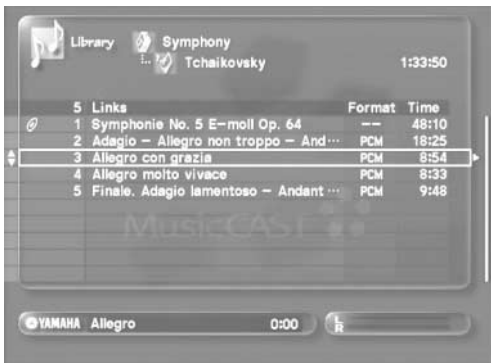 Library Symphony
Tchaikovsky 1:33:50
5 Links Format Time
1 Symphonie No. 5 E–moll Op. 64 –– 48:10
2 Adagio – Allegro non troppo – And ··· PCM 18:25
3 Allegro con grazia PCM 8:54
4 Allegro molto vivace PCM 8:33
5 Finale. Adagio lamentoso – Andant ··· PCM 9:48
MusicCAST
YAMAHA Allegro 0:00 L
R